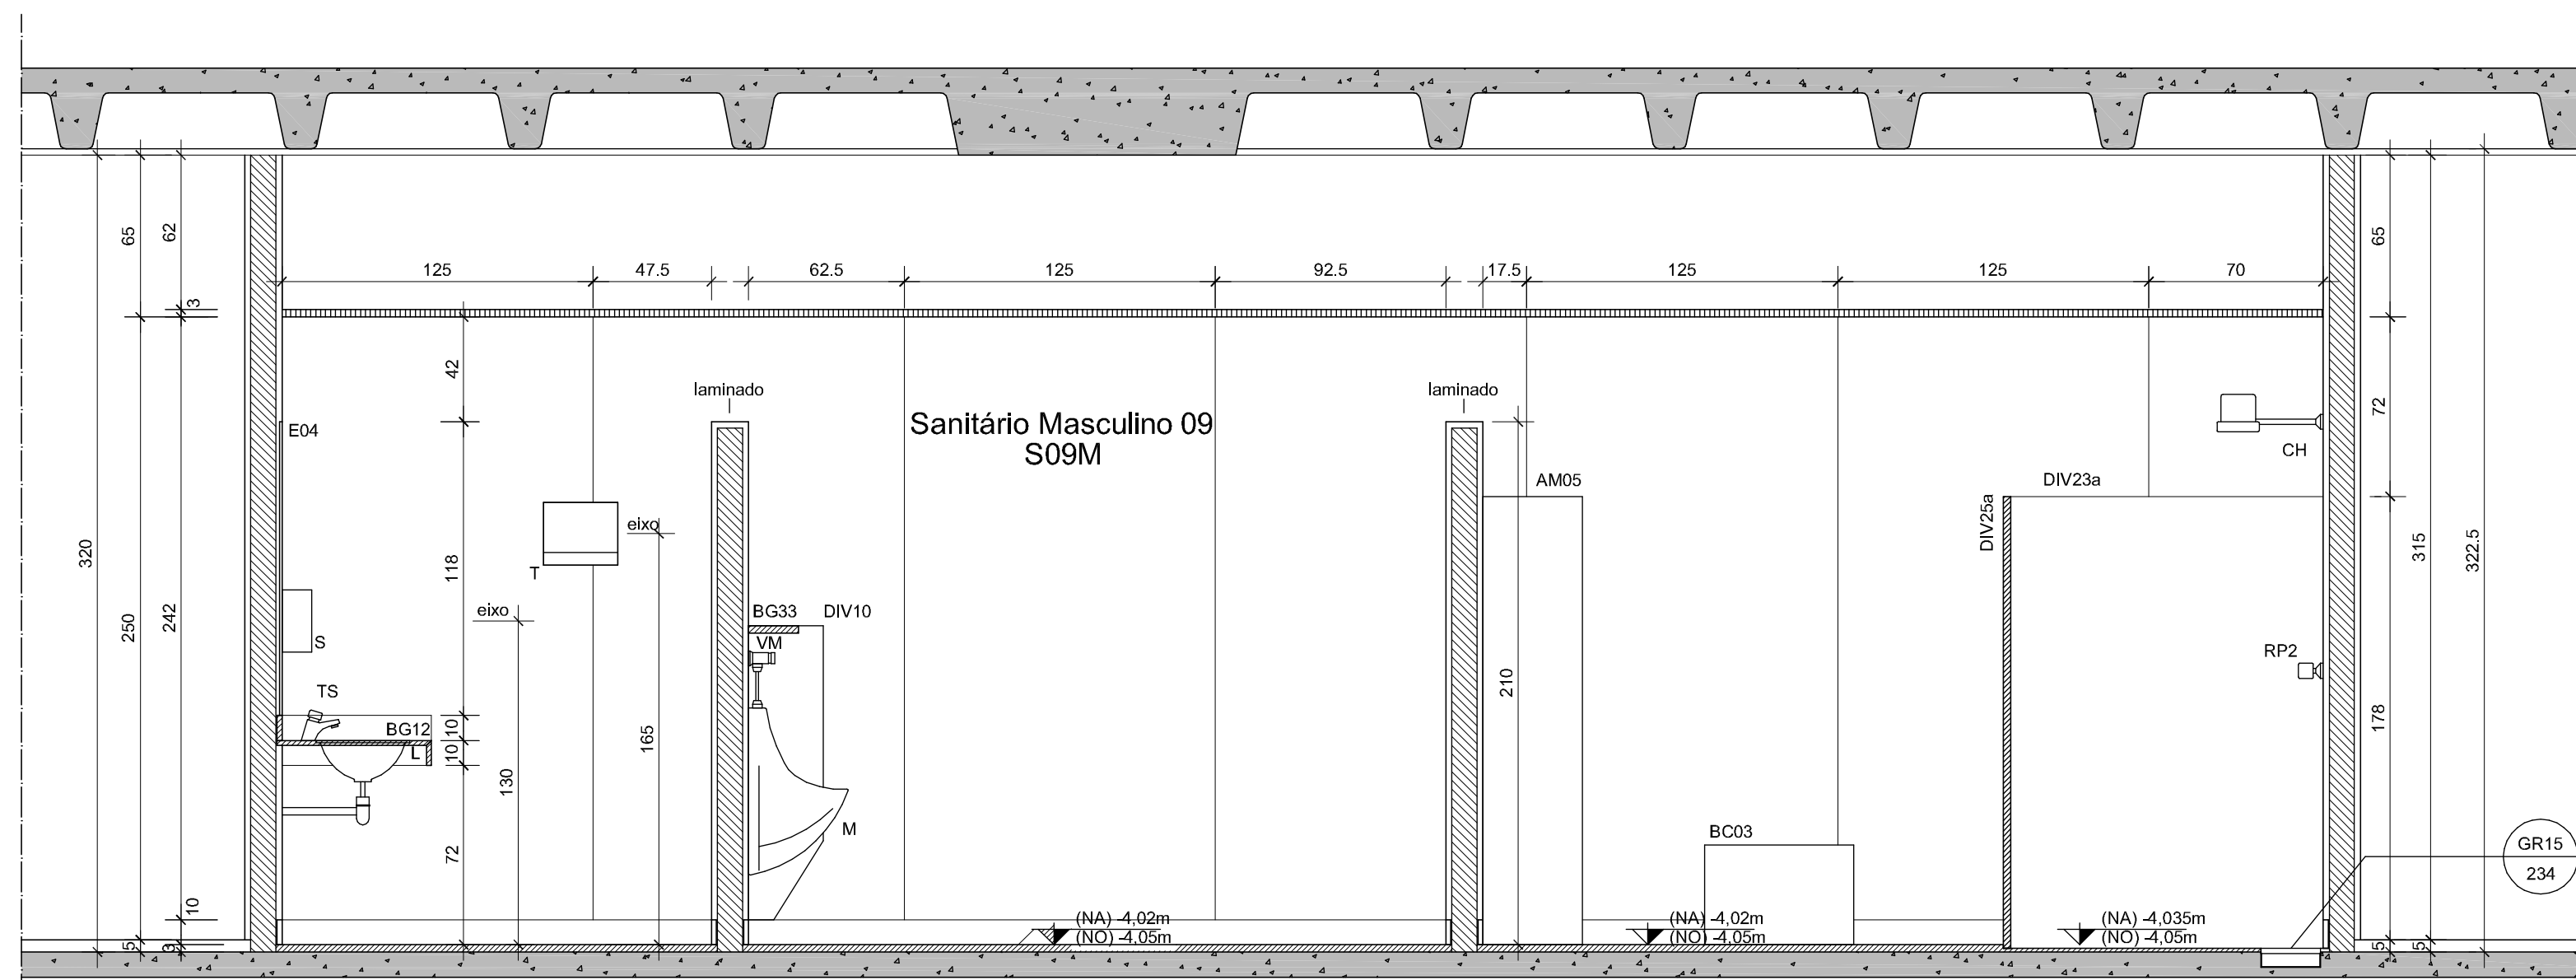 125
47.5
62.5
125
92.5
17.5
125
125
70
65
62
3
320
250
242
10
5
3
42
118
10
10
72
130
165
210
65
72
178
5
315
5
322.5
laminado
laminado
Sanitário Masculino 09
S09M
E04
CH
AM05
DIV23a
DIV25a
eixo
T
eixo
BG33
DIV10
S
VM
RP2
TS
BG12
L
M
BC03
GR15
234
(NA) -4,02m
(NO) -4,05m
(NA) -4,02m
(NO) -4,05m
(NA) -4,035m
(NO) -4,05m